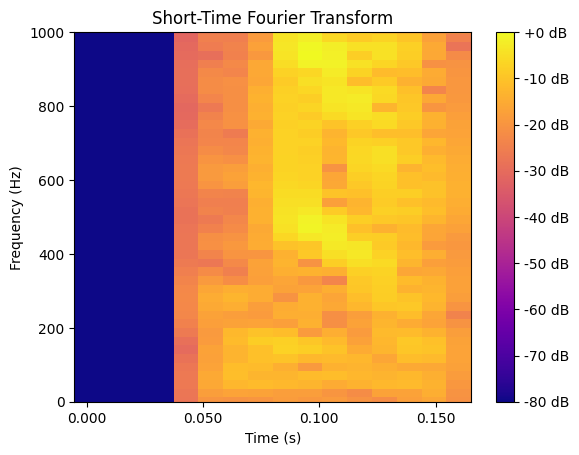 Short-Time Fourier Transform
Frequency (Hz)
1000
800
600
400
200
0
0.000
0.050
0.100
0.150
Time (s)
+0 dB
-10 dB
-20 dB
-30 dB
-40 dB
-50 dB
-60 dB
-70 dB
-80 dB